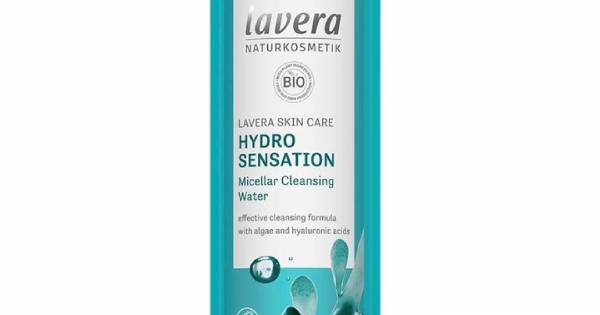 lavera
NATURKOSMETIK
BIO
LAVERA SKIN CARE
HYDRO
SENSATION
Micellar Cleansing
Water
effective cleansing formula
with algae and hyaluronic acids